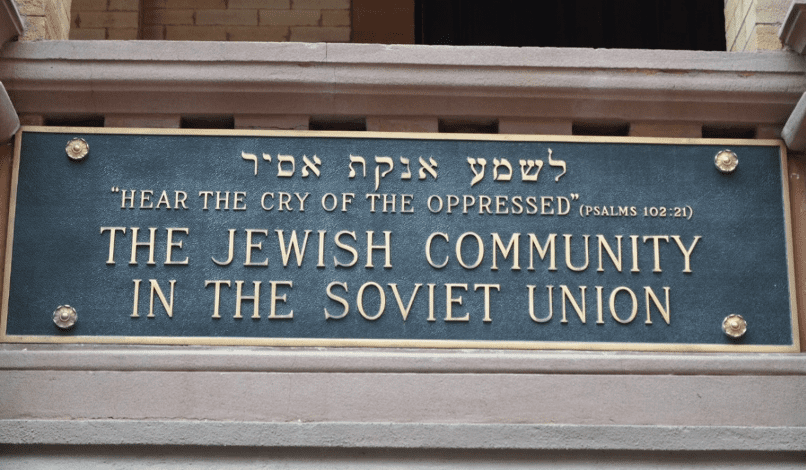 לשמע אנקת אסיר
"HEAR THE CRY OF THE OPPRESSED" (PSALMS 102:21)
THE JEWISH COMMUNITY
IN THE SOVIET UNION